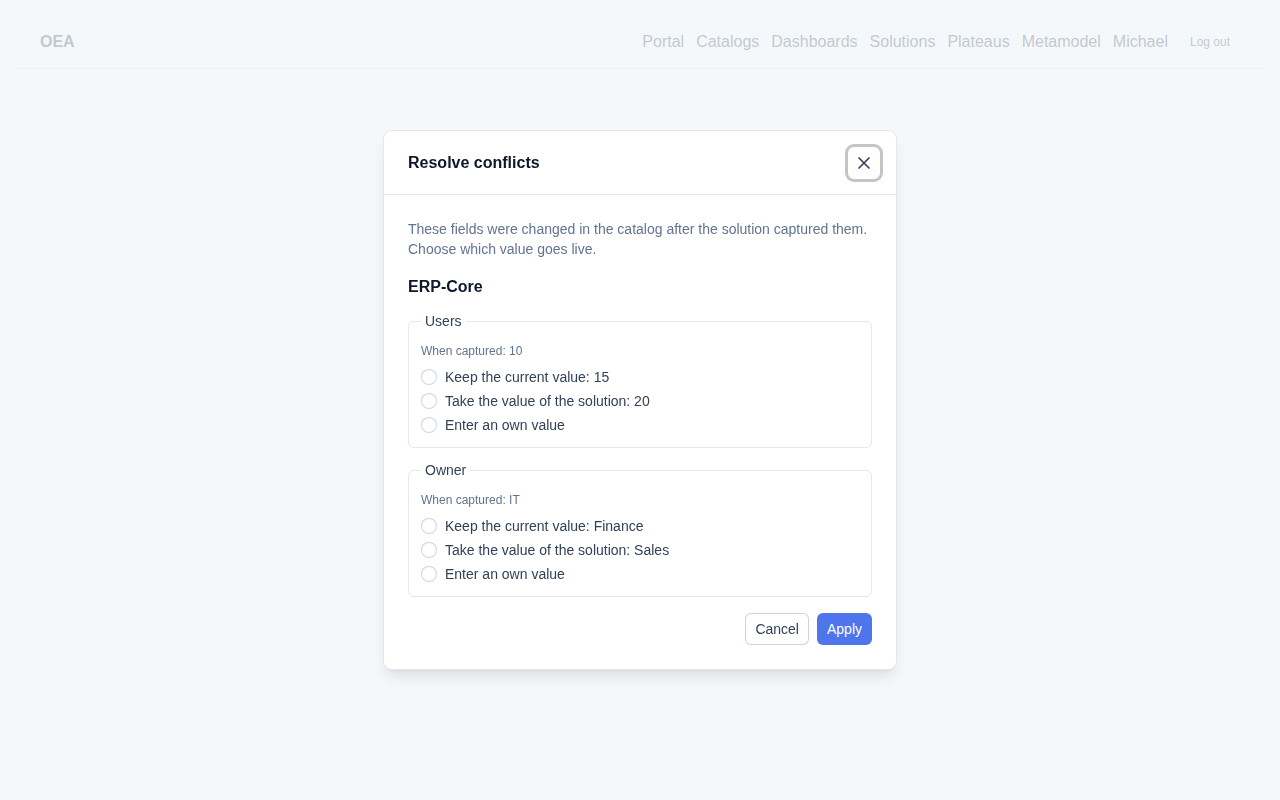 OEA
Portal Catalogs Dashboards Solutions Plateaus Metamodel Michael Log out
Resolve conflicts
These fields were changed in the catalog after the solution captured them.
Choose which value goes live.
ERP-Core
Users
When captured: 10
Keep the current value: 15
Take the value of the solution: 20
Enter an own value
Owner
When captured: IT
Keep the current value: Finance
Take the value of the solution: Sales
Enter an own value
Cancel Apply